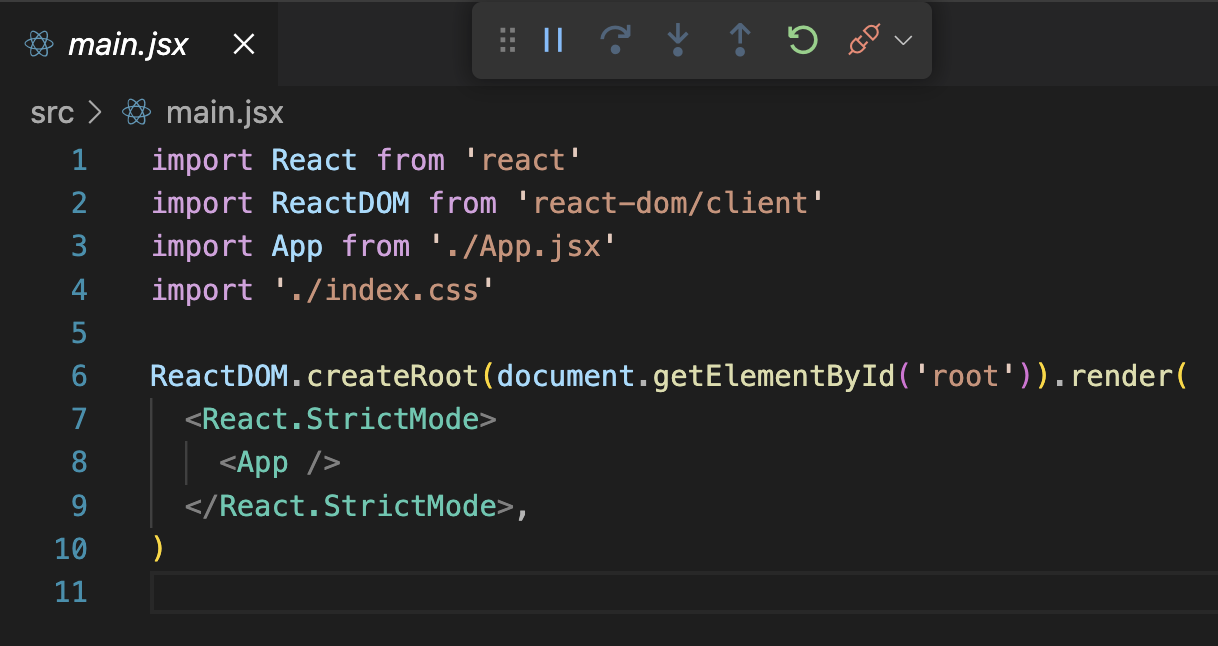 main.jsx
src > main.jsx
1 import React from 'react'
2 import ReactDOM from 'react-dom/client'
3 import App from './App.jsx'
4 import './index.css'
5
6 ReactDOM.createRoot(document.getElementById('root')).render(
7   <React.StrictMode>
8     <App />
9   </React.StrictMode>,
10 )
11